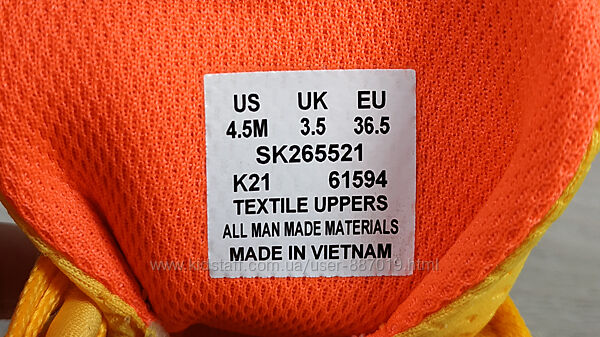 US UK EU
4.5M 3.5 36.5
SK265521
K21 61594
TEXTILE UPPERS
ALL MAN MADE MATERIALS
MADE IN VIETNAM
www.kidstaff.com.ua/user-887019.html